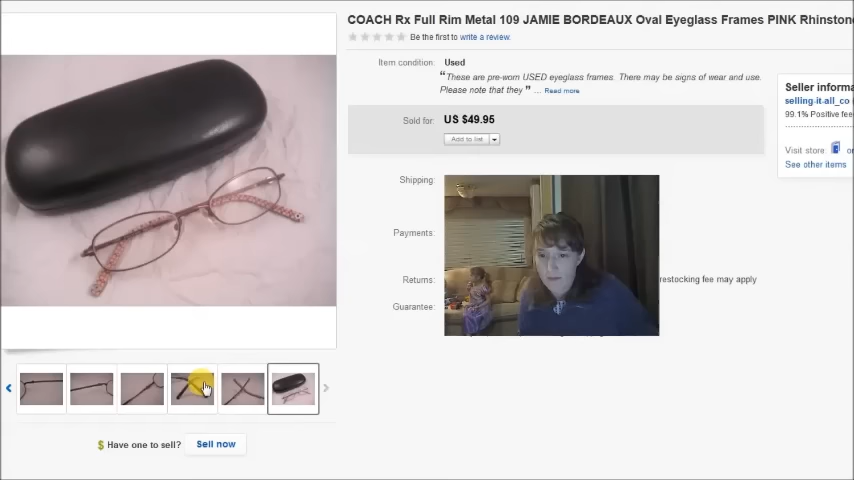 COACH Rx Full Rim Metal 109 JAMIE BORDEAUX Oval Eyeglass Frames PINK Rhinston
Be the first to write a review.
Item condition: Used
“These are pre-worn USED eyeglass frames. There may be signs of wear and use.
Please note that they ” ... Read more
Sold for: US $49.95
Add to list
Shipping:
Payments:
Returns: restocking fee may apply
Guarantee:
Seller informa
selling-it-all_co
99.1% Positive fee
Visit store: or
See other items
$ Have one to sell? Sell now